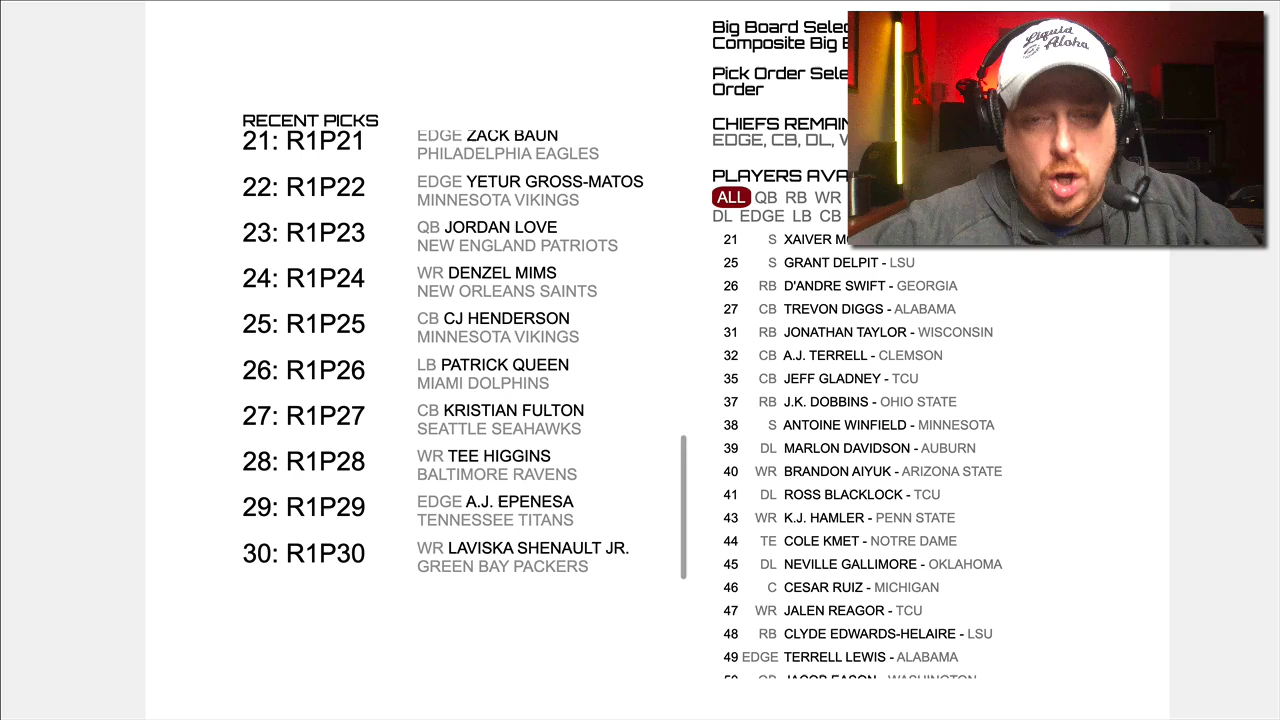 RECENT PICKS
21: R1P21
EDGE ZACK BAUN
PHILADELPHIA EAGLES
22: R1P22
EDGE YETUR GROSS-MATOS
MINNESOTA VIKINGS
23: R1P23
QB JORDAN LOVE
NEW ENGLAND PATRIOTS
24: R1P24
WR DENZEL MIMS
NEW ORLEANS SAINTS
25: R1P25
CB CJ HENDERSON
MINNESOTA VIKINGS
26: R1P26
LB PATRICK QUEEN
MIAMI DOLPHINS
27: R1P27
CB KRISTIAN FULTON
SEATTLE SEAHAWKS
28: R1P28
WR TEE HIGGINS
BALTIMORE RAVENS
29: R1P29
EDGE A.J. EPENESA
TENNESSEE TITANS
30: R1P30
WR LAVISKA SHENAULT JR.
GREEN BAY PACKERS
Big Board
Composite Big
Pick Order
Order
CHIEFS
EDGE, CB, DL,
PLAYERS
ALL QB RB WR
DL EDGE LB CB
21 S XAIVER
25 S GRANT DELPIT - LSU
26 RB D'ANDRE SWIFT - GEORGIA
27 CB TREVON DIGGS - ALABAMA
31 RB JONATHAN TAYLOR - WISCONSIN
32 CB A.J. TERRELL - CLEMSON
35 CB JEFF GLADNEY - TCU
37 RB J.K. DOBBINS - OHIO STATE
38 S ANTOINE WINFIELD - MINNESOTA
39 DL MARLON DAVIDSON - AUBURN
40 WR BRANDON AIYUK - ARIZONA STATE
41 DL ROSS BLACKLOCK - TCU
43 WR K.J. HAMLER - PENN STATE
44 TE COLE KMET - NOTRE DAME
45 DL NEVILLE GALLIMORE - OKLAHOMA
46 C CESAR RUIZ - MICHIGAN
47 WR JALEN REAGOR - TCU
48 RB CLYDE EDWARDS-HELAIRE - LSU
49 EDGE TERRELL LEWIS - ALABAMA
Liquid
Aloha